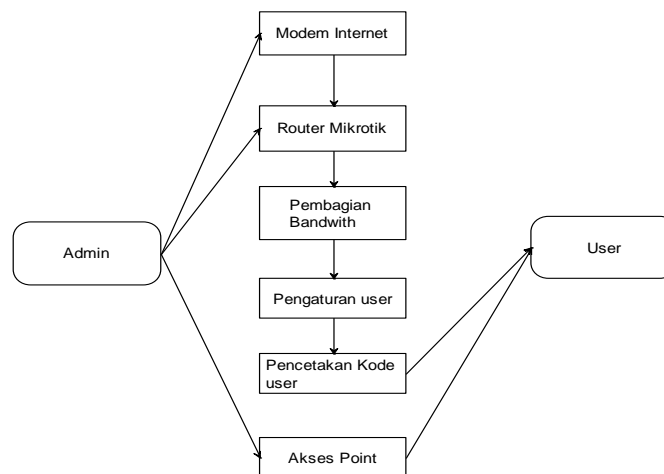 Modem Internet
Router Mikrotik
Pembagian
Bandwith
Admin
User
Pengaturan user
Pencetakan Kode
user
Akses Point